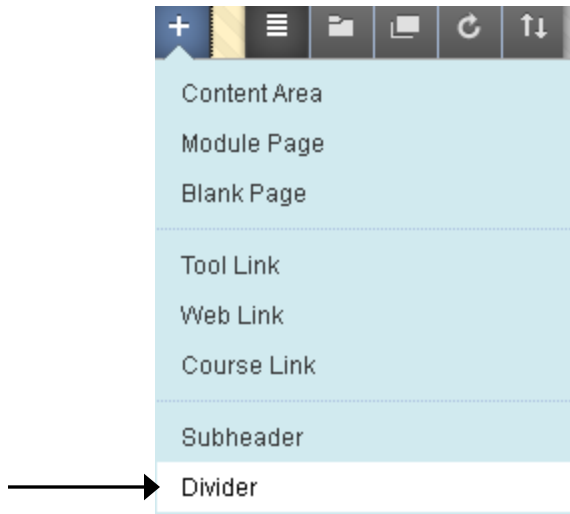 Content Area
Module Page
Blank Page
Tool Link
Web Link
Course Link
Subheader
Divider